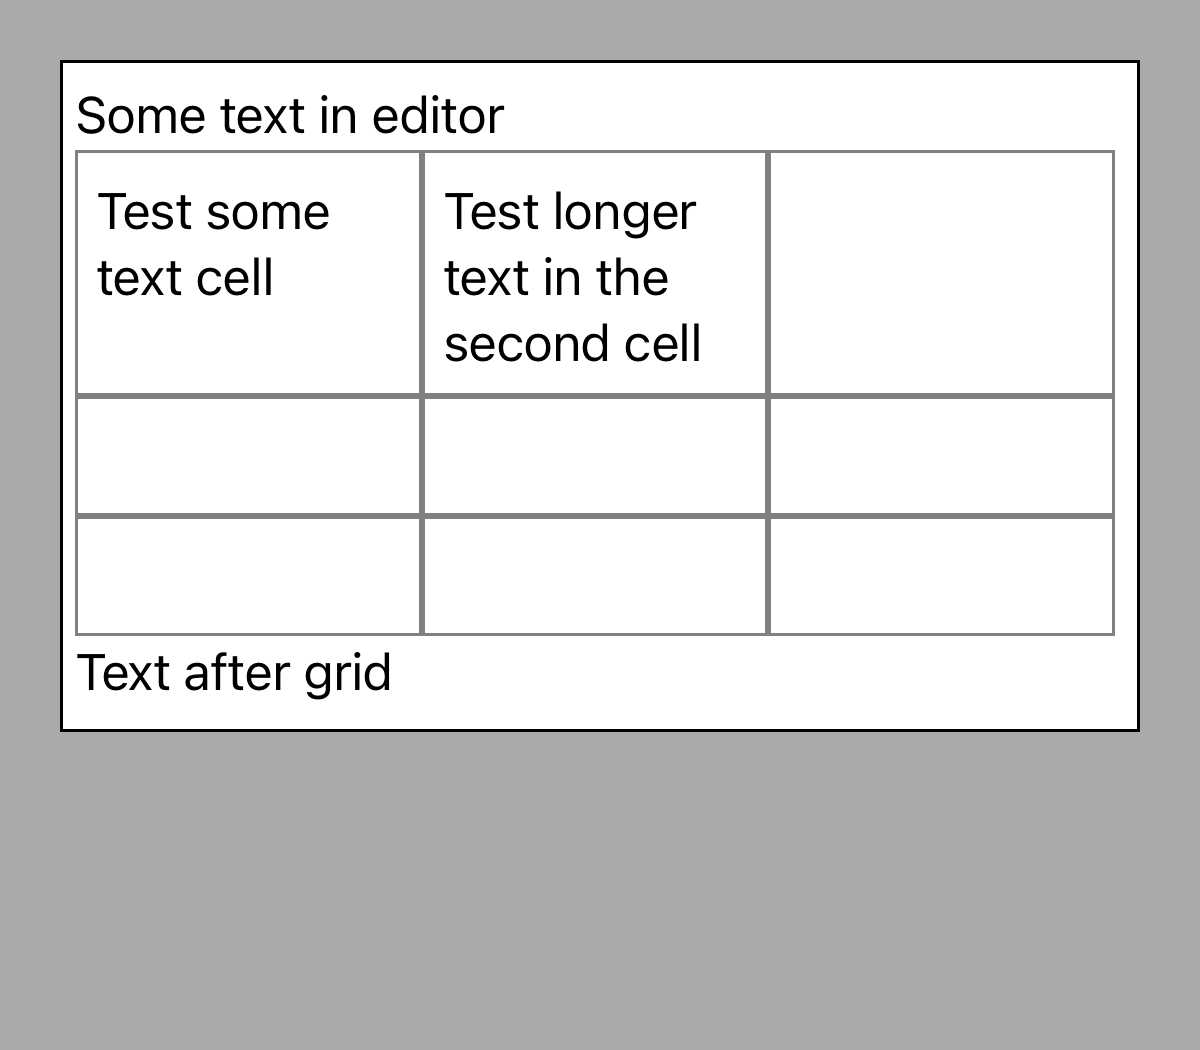 Some text in editor
Test some
text cell
Test longer
text in the
second cell
Text after grid